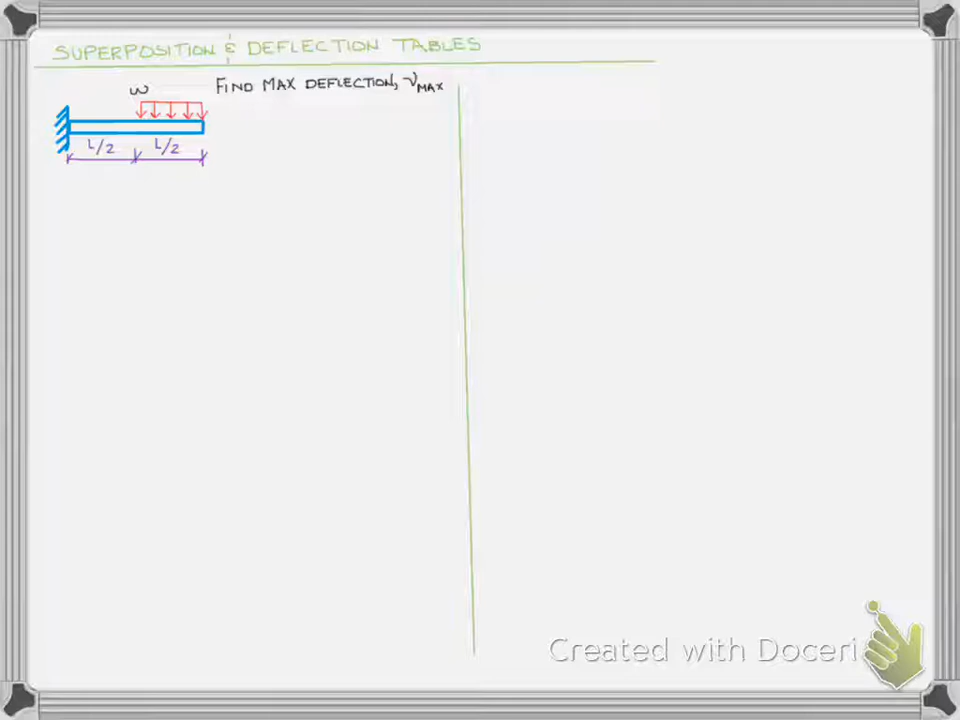 SUPERPOSITION & DEFLECTION TABLES
FIND MAX DEFLECTION, νMAX
ω
L/2 L/2
Created with Doceri